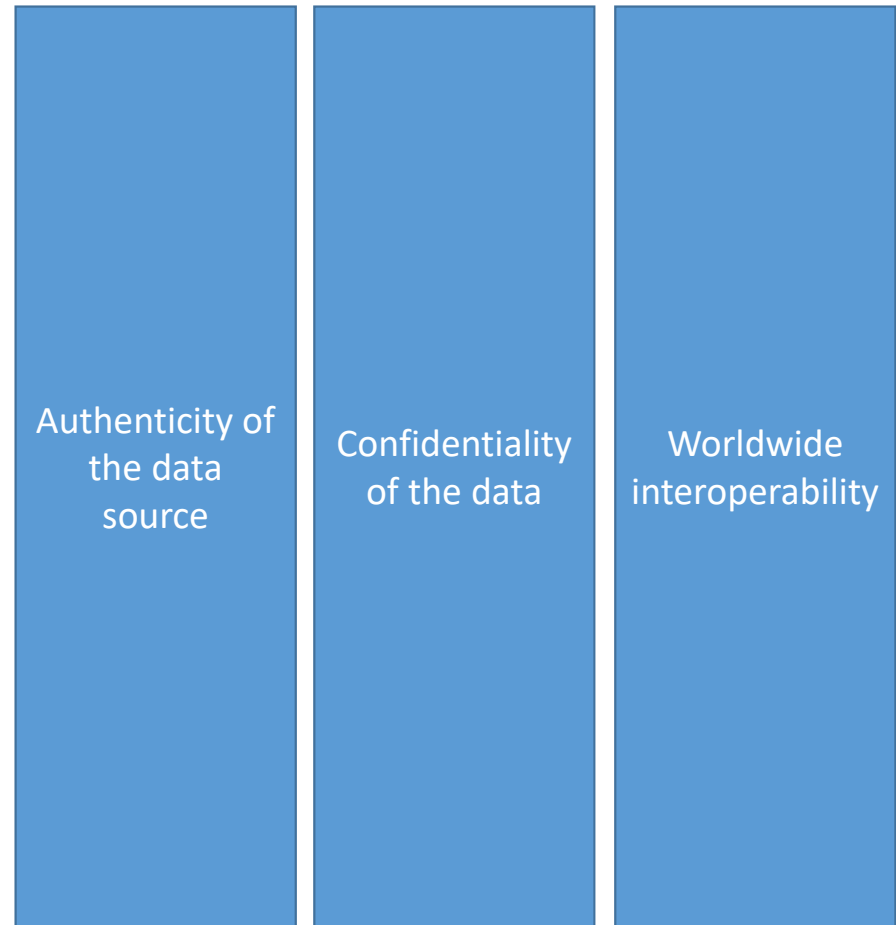 Authenticity of
the data
source
Confidentiality
of the data
Worldwide
interoperability